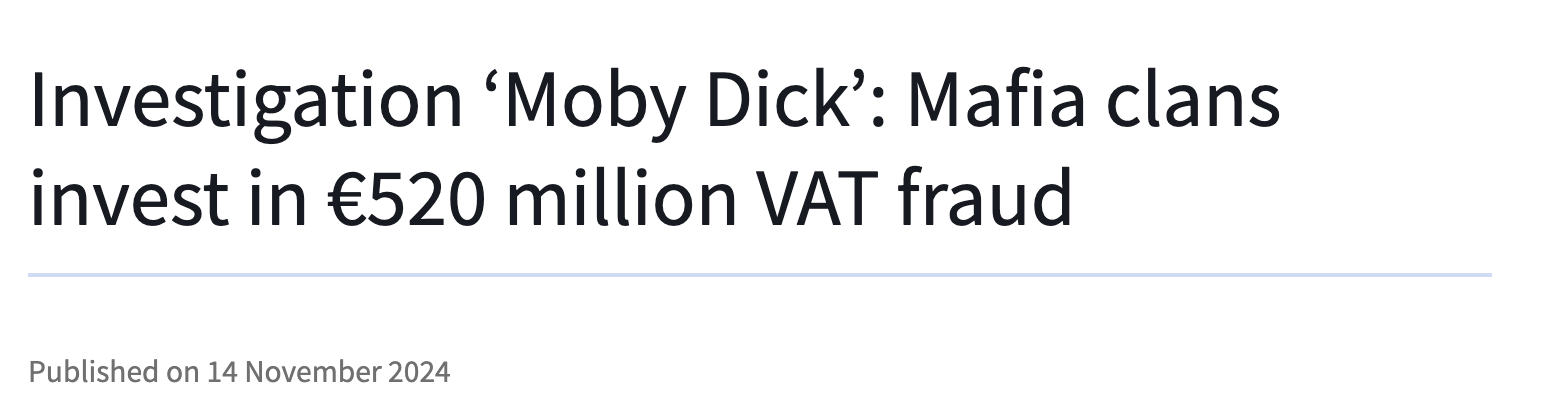 Investigation ‘Moby Dick’: Mafia clans
invest in €520 million VAT fraud
Published on 14 November 2024